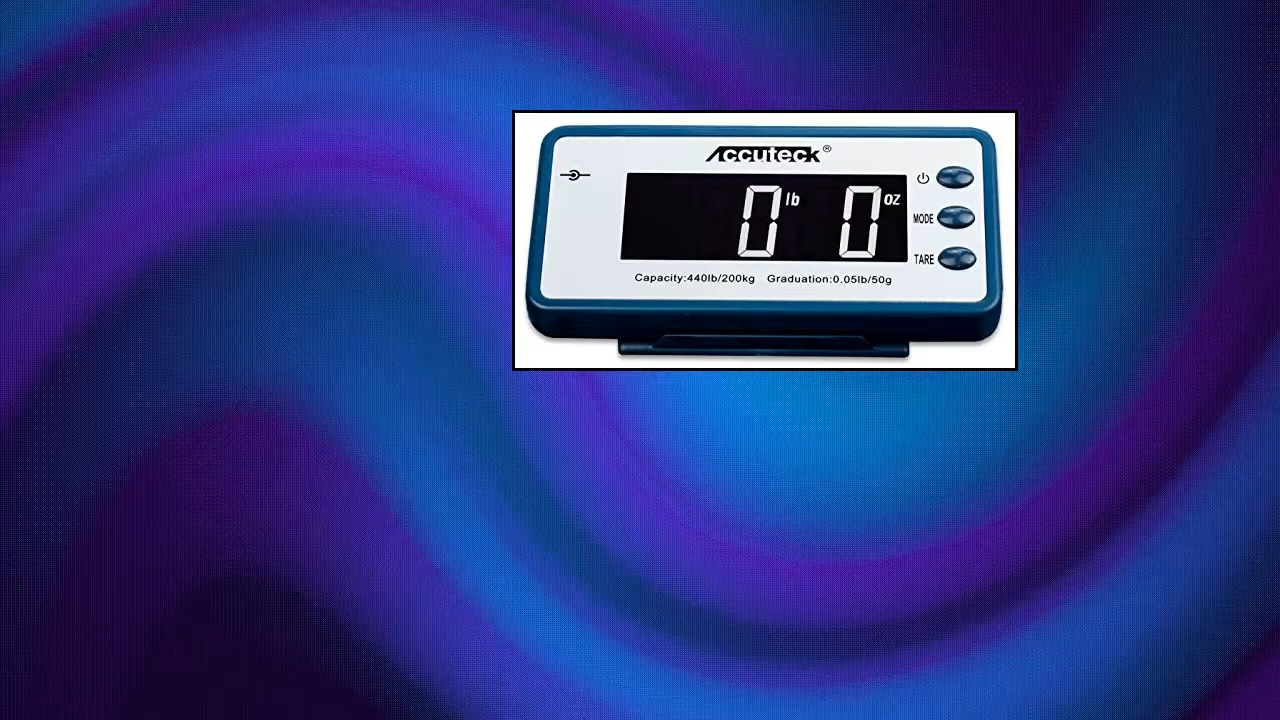 Accuteck®
0 lb 0 oz
MODE
TARE
Capacity:440lb/200kg Graduation:0.05lb/50g